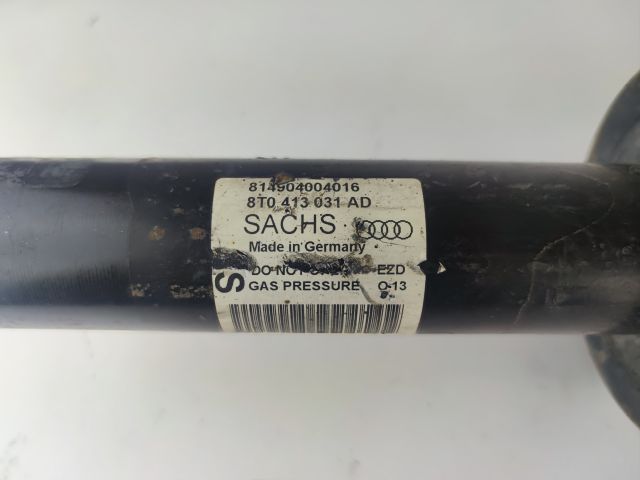 814904004016
8T0 413 031 AD
SACHS
Made in Germany
DO NOT EZD
S GAS PRESSURE O-13